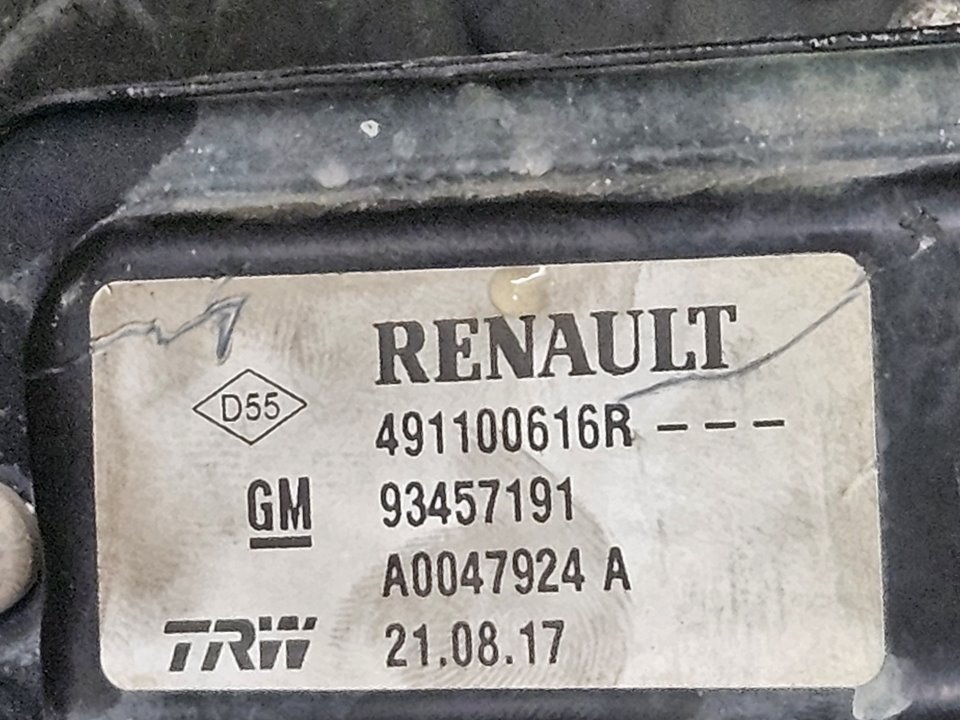 RENAULT
D55 491100616R ---
GM 93457191
A0047924 A
TRW 21.08.17